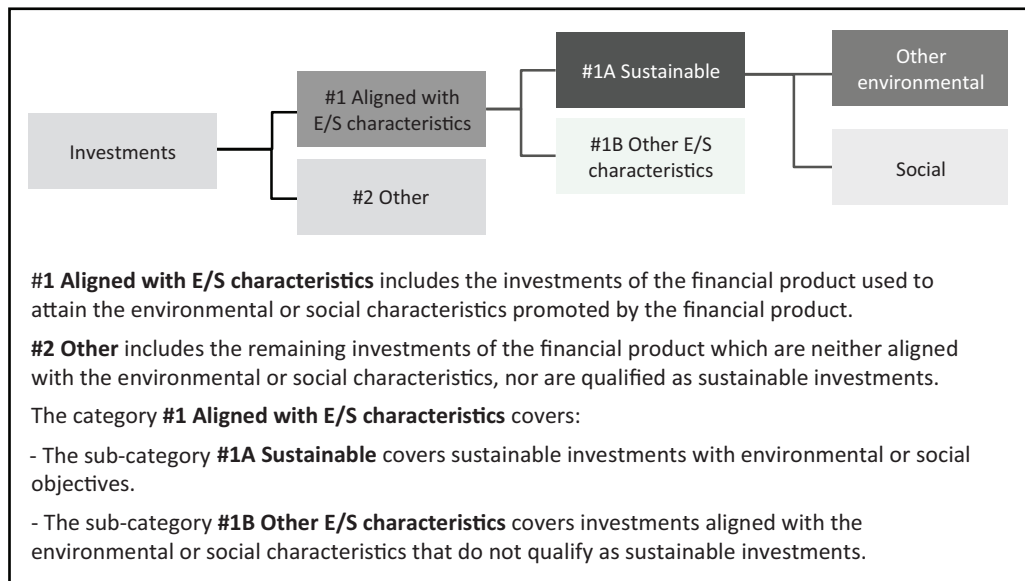 Investments
#1 Aligned with
E/S characteristics
#2 Other
#1A Sustainable
#1B Other E/S
characteristics
Other
environmental
Social
#1 Aligned with E/S characteristics includes the investments of the financial product used to
attain the environmental or social characteristics promoted by the financial product.
#2 Other includes the remaining investments of the financial product which are neither aligned
with the environmental or social characteristics, nor are qualified as sustainable investments.
The category #1 Aligned with E/S characteristics covers:
- The sub-category #1A Sustainable covers sustainable investments with environmental or social
objectives.
- The sub-category #1B Other E/S characteristics covers investments aligned with the
environmental or social characteristics that do not qualify as sustainable investments.